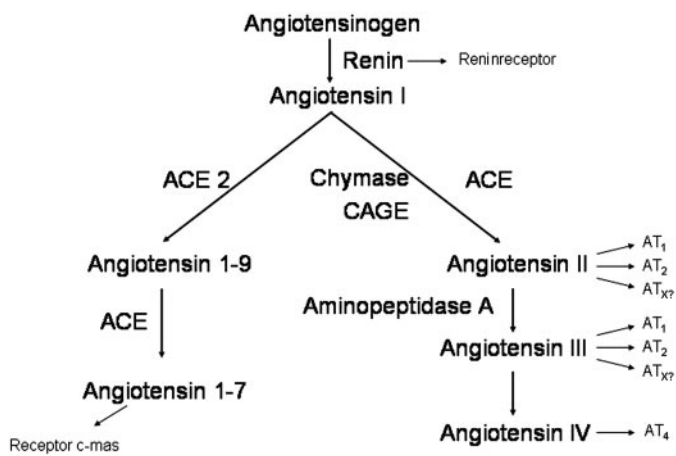 Angiotensinogen
Renin Reninreceptor
Angiotensin I
ACE 2 Chymase ACE
CAGE
AT₁
Angiotensin 1-9 Angiotensin II AT₂
ATₓ?
ACE Aminopeptidase A
AT₁
Angiotensin III AT₂
ATₓ?
Angiotensin 1-7
Receptor c-mas Angiotensin IV AT₄